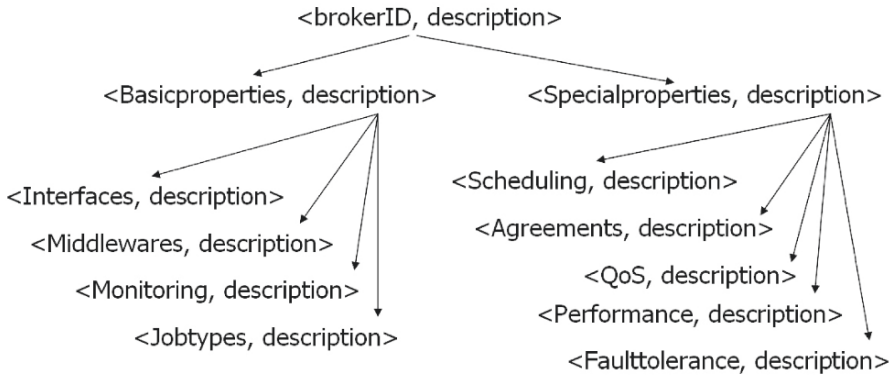 <brokerID, description>
<Basicproperties, description>
<Specialproperties, description>
<Interfaces, description>
<Middlewares, description>
<Monitoring, description>
<Jobtypes, description>
<Scheduling, description>
<Agreements, description>
<QoS, description>
<Performance, description>
<Faulttolerance, description>